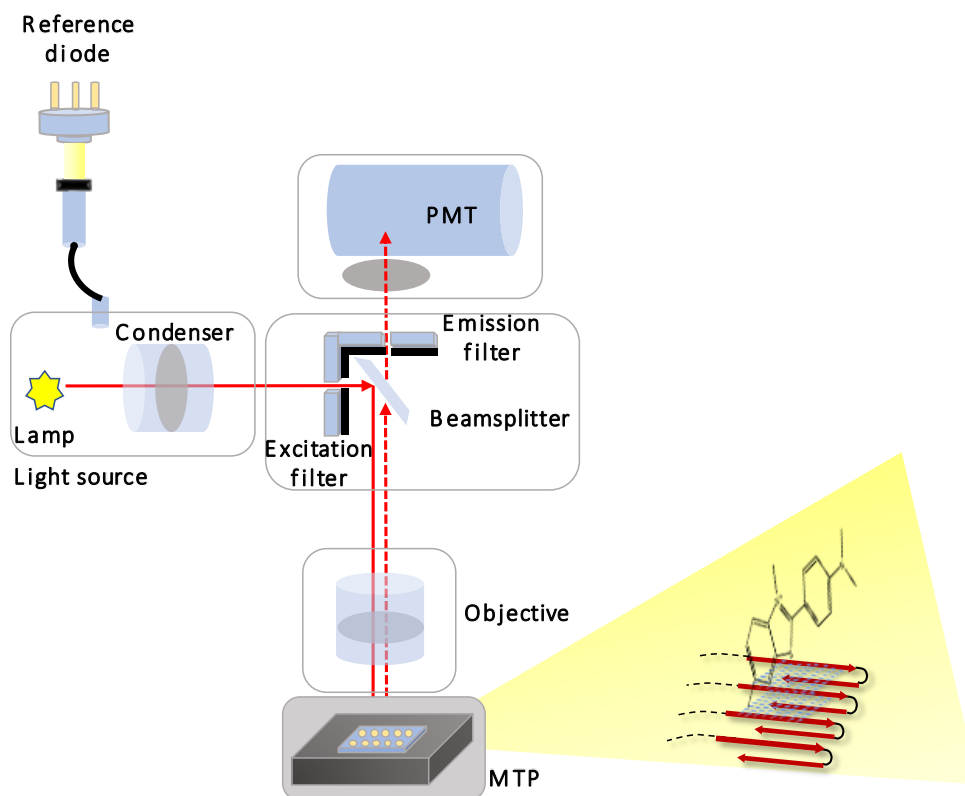 Reference
diode
PMT
Condenser
Emission
filter
Beamsplitter
Lamp
Excitation
filter
Light source
Objective
MTP